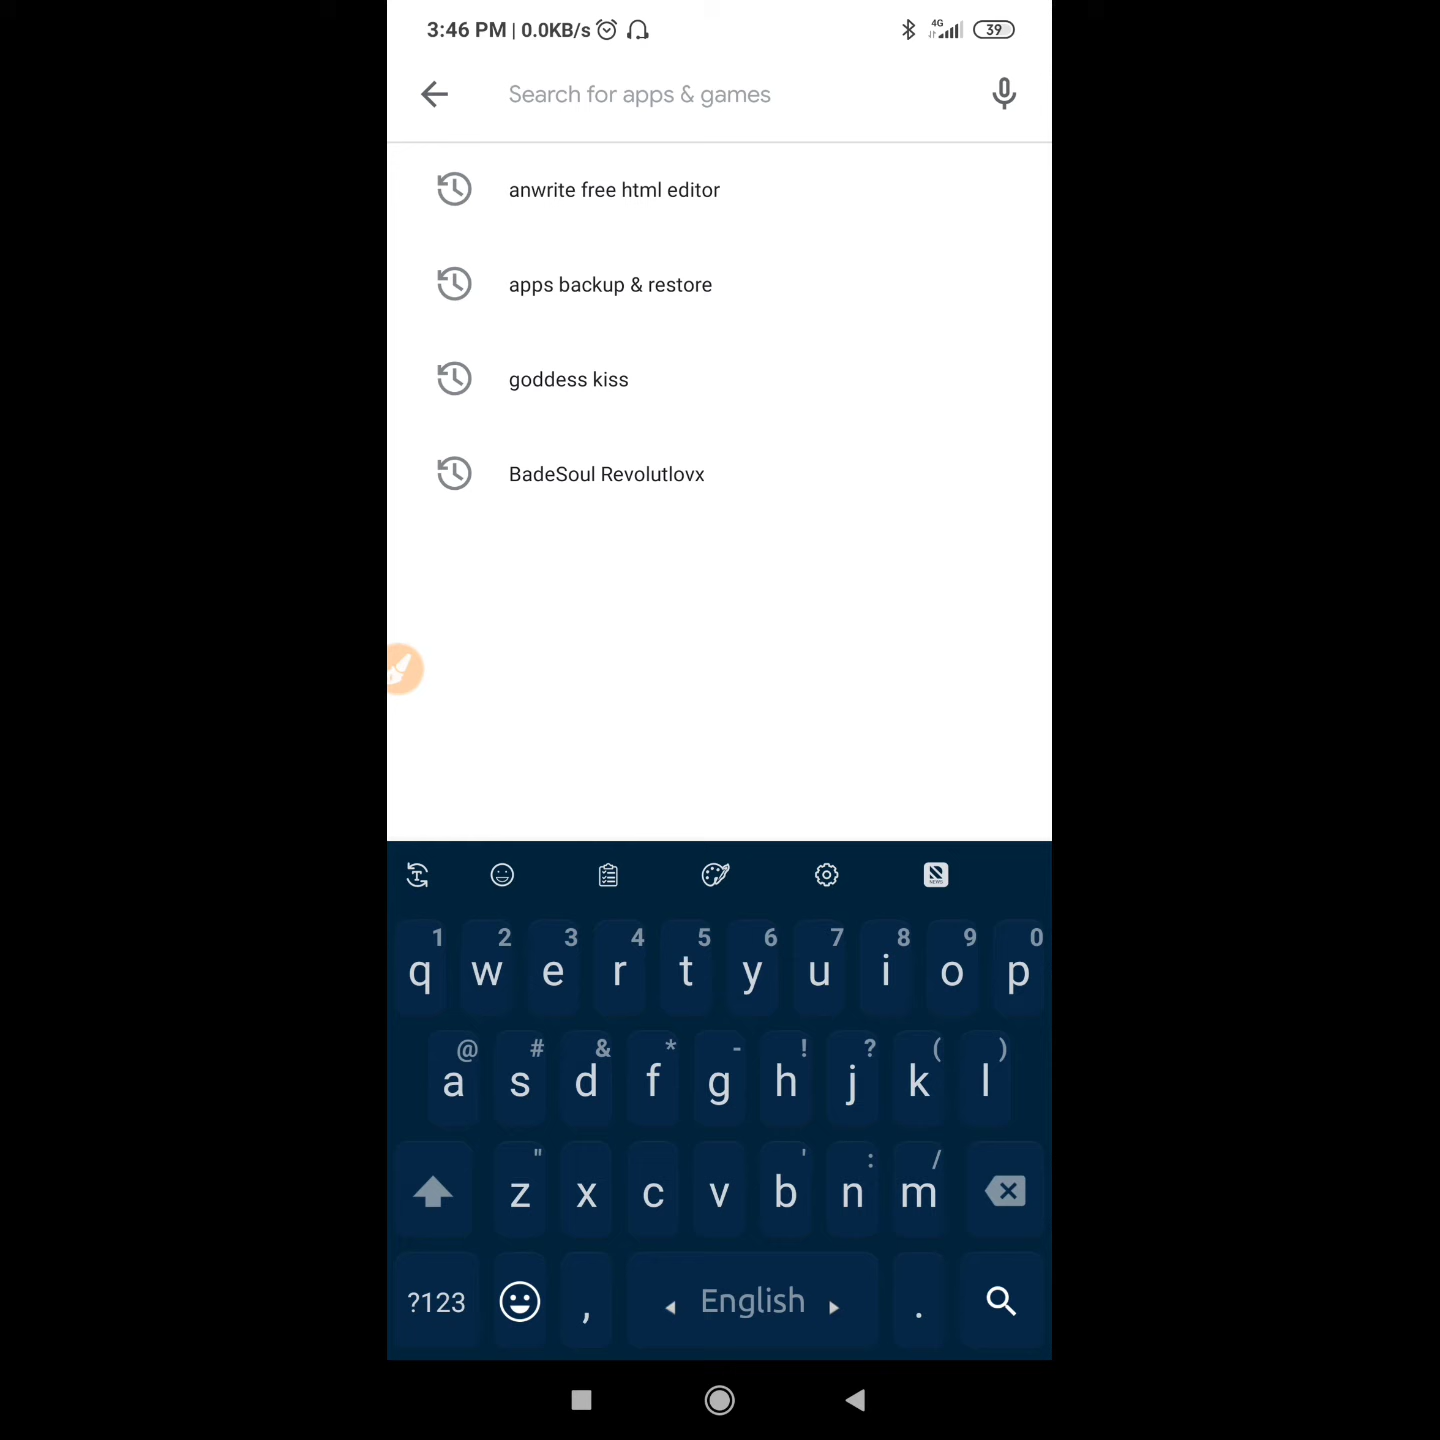 3:46 PM | 0.0KB/s 4G 39
Search for apps & games
anwrite free html editor
apps backup & restore
goddess kiss
BadeSoul Revolutlovx
1 2 3 4 5 6 7 8 9 0
q w e r t y u i o p
@ # & * - ! ? ( )
a s d f g h j k l
" ' : /
z x c v b n m
?123 , English .